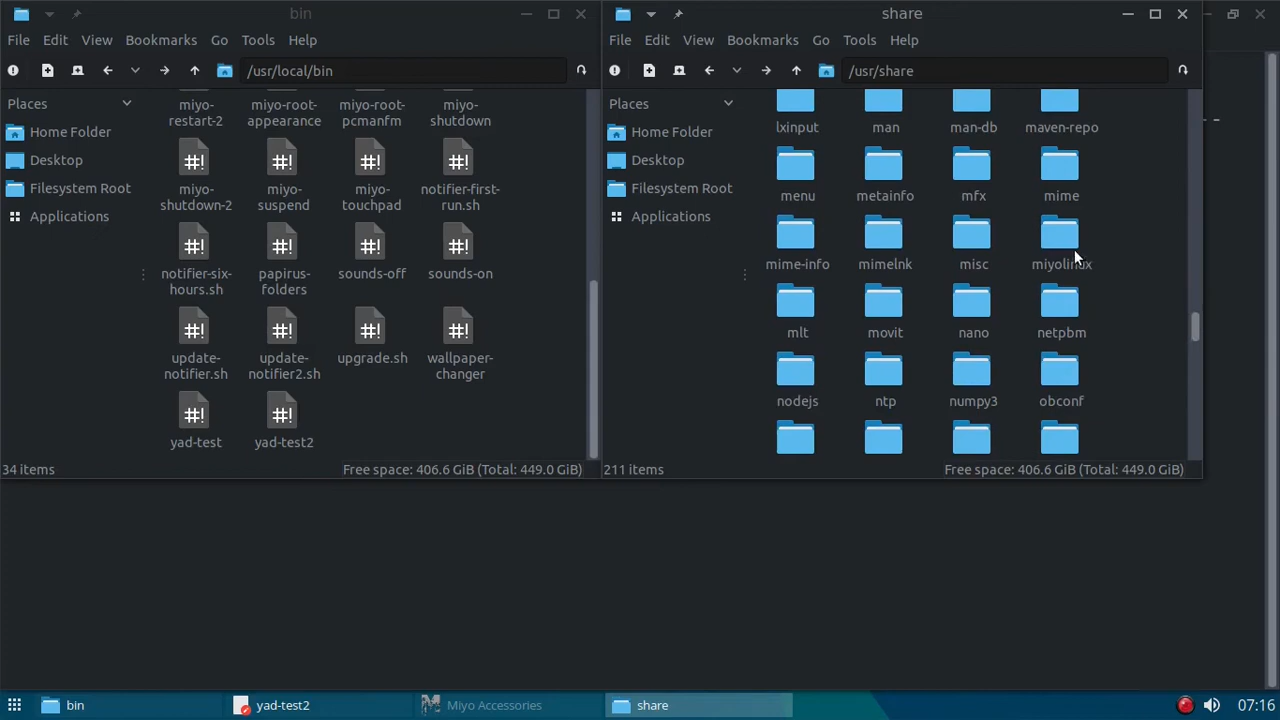 bin
File Edit View Bookmarks Go Tools Help
/usr/local/bin
Places
Home Folder
Desktop
Filesystem Root
Applications
miyo-restart-2
miyo-root-appearance
miyo-root-pcmanfm
miyo-shutdown
miyo-shutdown-2
miyo-suspend
miyo-touchpad
notifier-first-run.sh
notifier-six-hours.sh
papirus-folders
sounds-off
sounds-on
update-notifier.sh
update-notifier2.sh
upgrade.sh
wallpaper-changer
yad-test
yad-test2
34 items
Free space: 406.6 GiB (Total: 449.0 GiB)
share
File Edit View Bookmarks Go Tools Help
/usr/share
Places
Home Folder
Desktop
Filesystem Root
Applications
lxinput man man-db maven-repo
menu metainfo mfx mime
mime-info mimelnk misc miyolinux
mlt movit nano netpbm
nodejs ntp numpy3 obconf
211 items
Free space: 406.6 GiB (Total: 449.0 GiB)
bin yad-test2 Miyo Accessories share 07:16